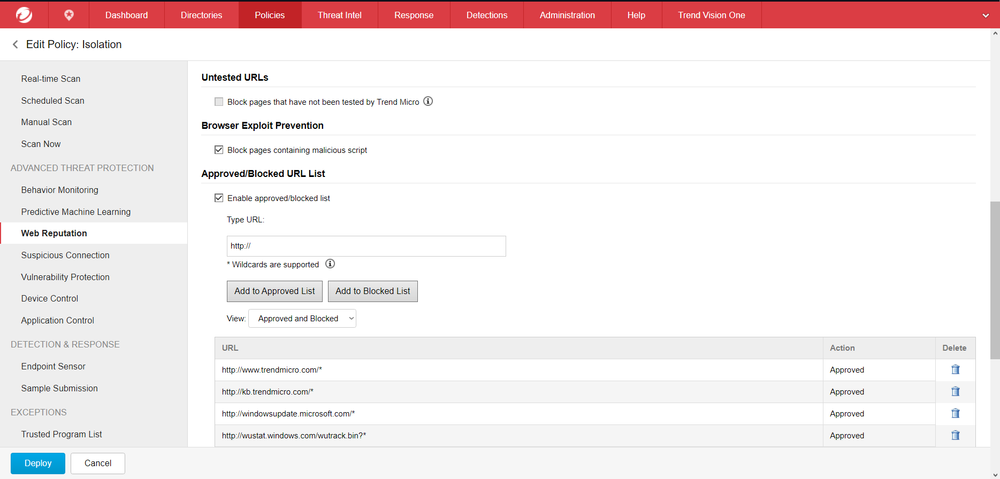 Dashboard Directories Policies Threat Intel Response Detections Administration Help Trend Vision One
Edit Policy: Isolation
Real-time Scan
Scheduled Scan
Manual Scan
Scan Now
ADVANCED THREAT PROTECTION
Behavior Monitoring
Predictive Machine Learning
Web Reputation
Suspicious Connection
Vulnerability Protection
Device Control
Application Control
DETECTION & RESPONSE
Endpoint Sensor
Sample Submission
EXCEPTIONS
Trusted Program List
Untested URLs
Block pages that have not been tested by Trend Micro
Browser Exploit Prevention
Block pages containing malicious script
Approved/Blocked URL List
Enable approved/blocked list
Type URL:
http://
* Wildcards are supported
Add to Approved List Add to Blocked List
View: Approved and Blocked
URL Action Delete
http://www.trendmicro.com/* Approved
http://kb.trendmicro.com/* Approved
http://windowsupdate.microsoft.com/* Approved
http://wustat.windows.com/wutrack.bin?* Approved
Deploy Cancel